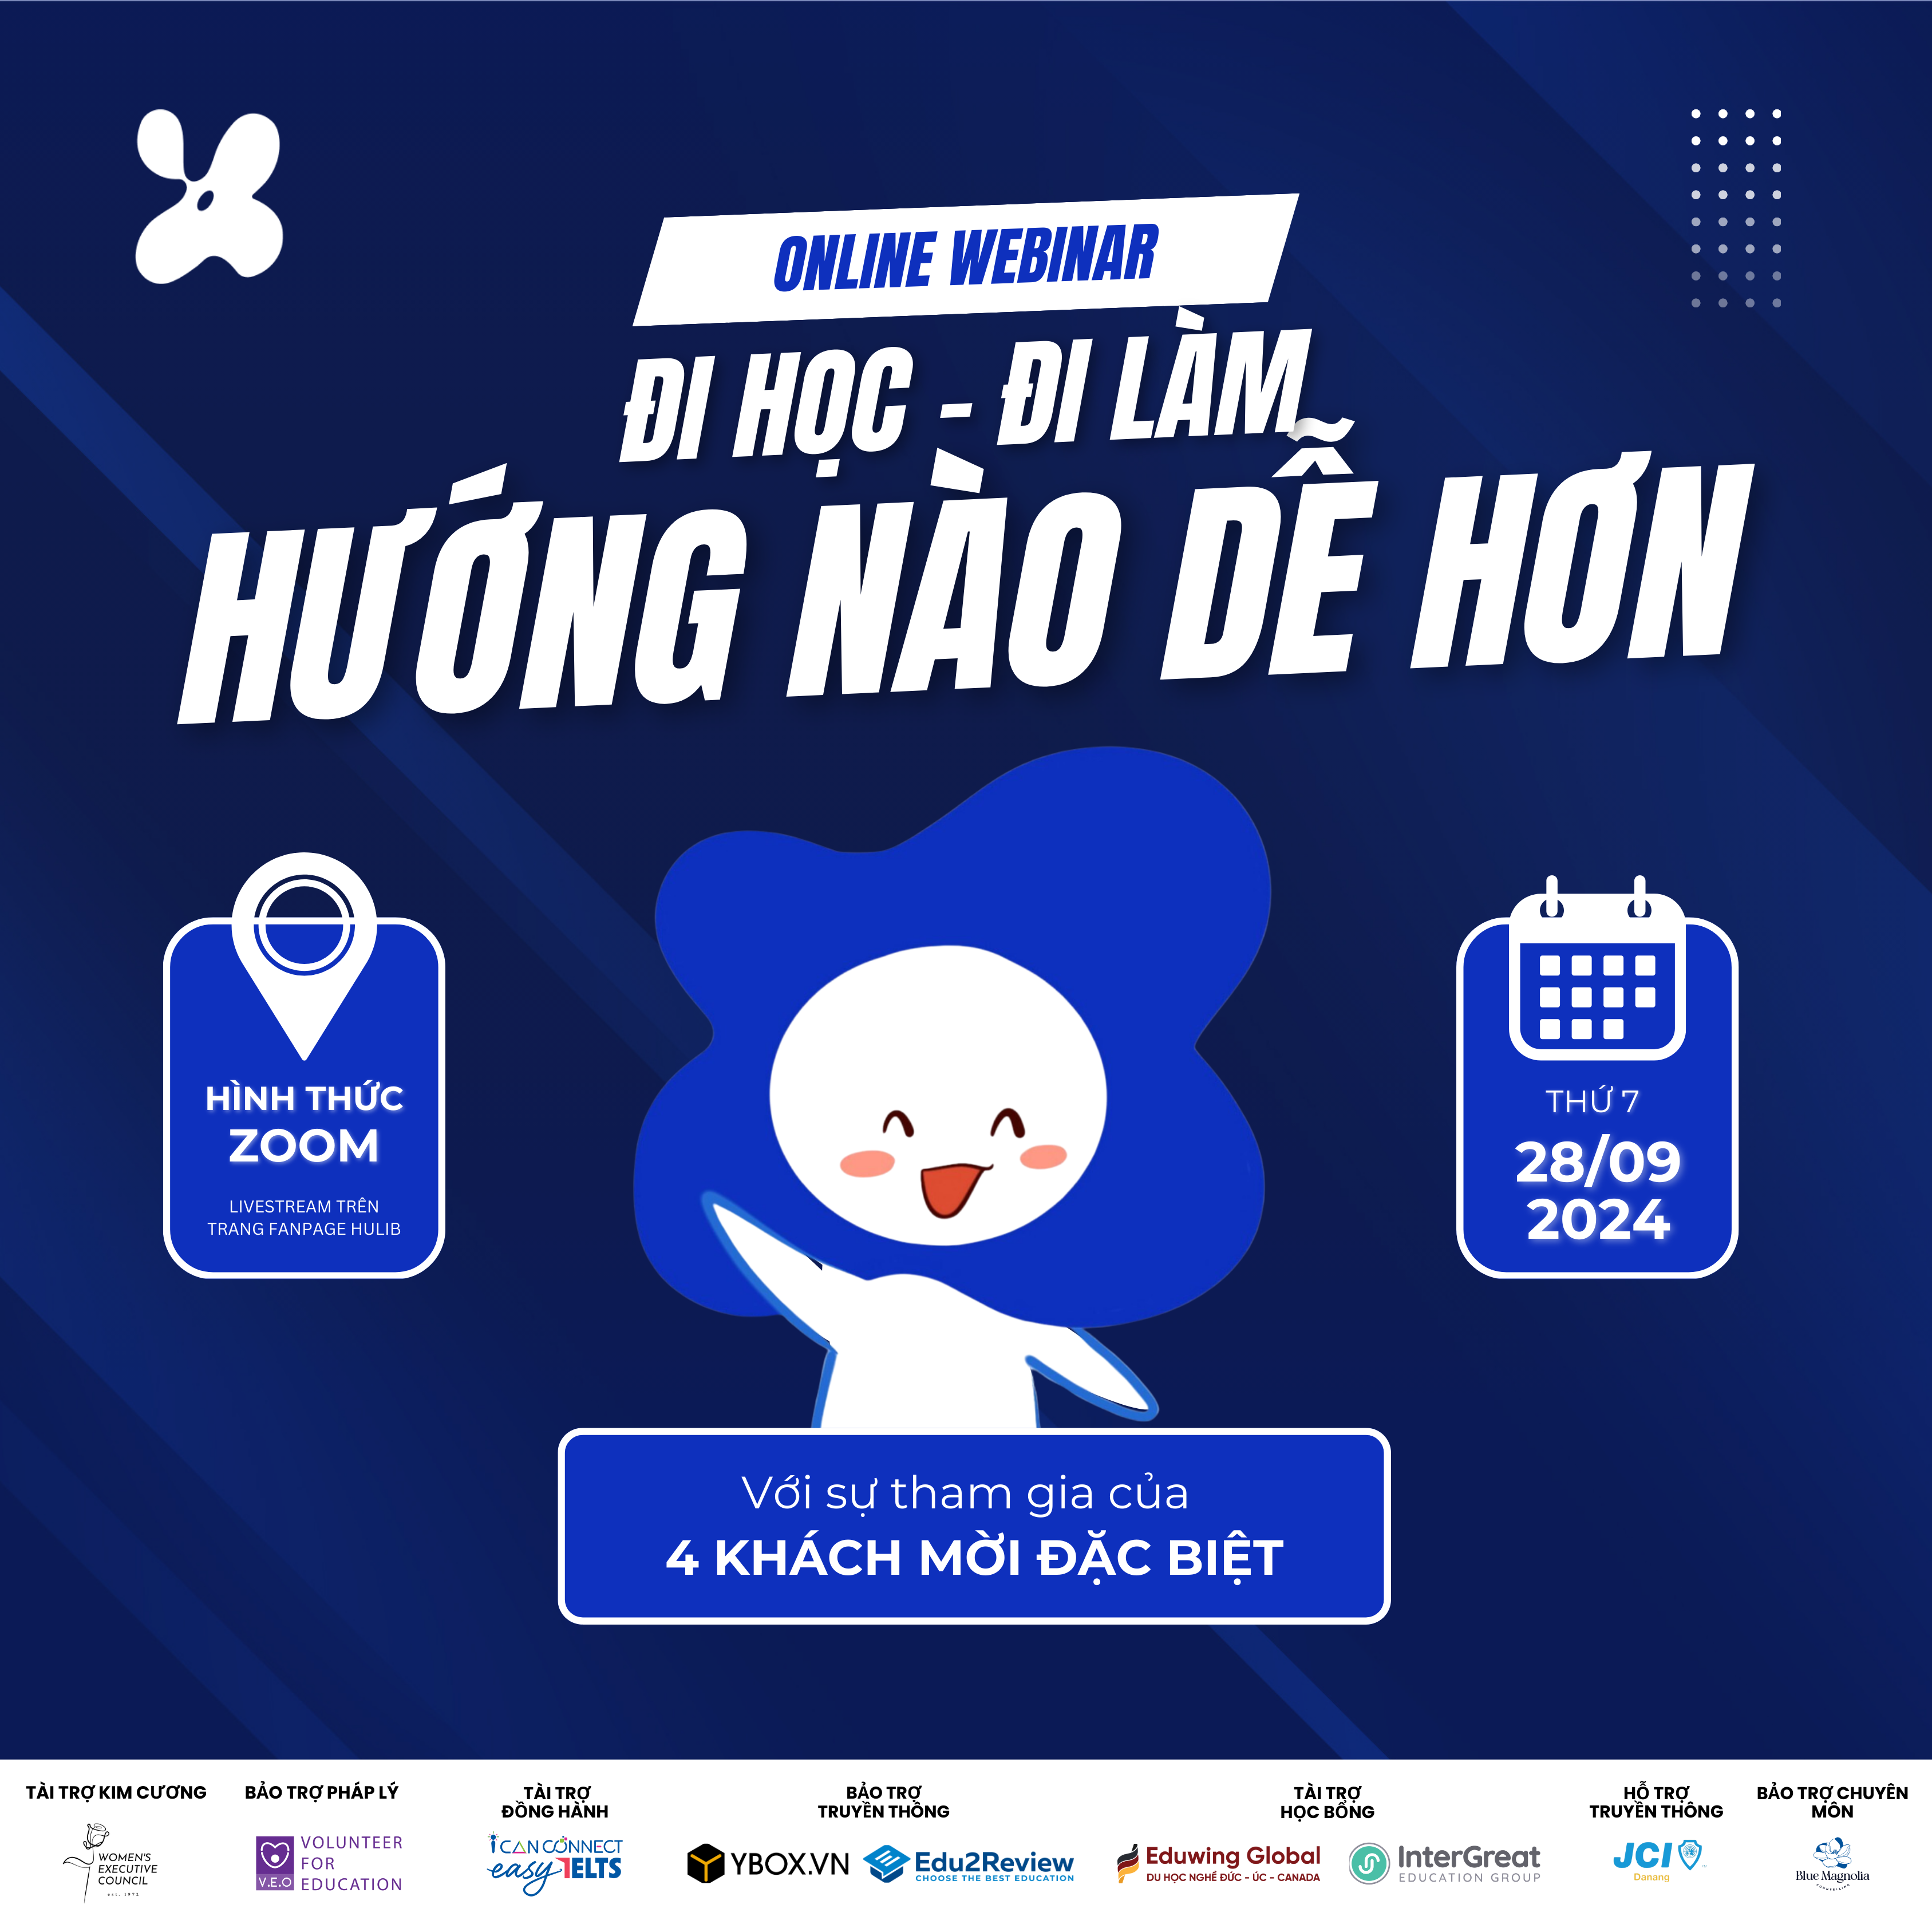 ONLINE WEBINAR
ĐI HỌC - ĐI LÀM
HƯỚNG NÀO DỄ HƠN
HÌNH THỨC
ZOOM
LIVESTREAM TRÊN
TRANG FANPAGE HULIB
THỨ 7
28/09
2024
Với sự tham gia của
4 KHÁCH MỜI ĐẶC BIỆT
TÀI TRỢ KIM CƯƠNG
WOMEN'S
EXECUTIVE
COUNCIL
est. 1972
BẢO TRỢ PHÁP LÝ
V.E.O
VOLUNTEER
FOR
EDUCATION
TÀI TRỢ
ĐỒNG HÀNH
i CAN CONNECT
easy IELTS
BẢO TRỢ
TRUYỀN THÔNG
YBOX.VN
Edu2Review
CHOOSE THE BEST EDUCATION
TÀI TRỢ
HỌC BỔNG
Eduwing Global
DU HỌC NGHỀ ĐỨC - ÚC - CANADA
InterGreat
EDUCATION GROUP
HỖ TRỢ
TRUYỀN THÔNG
JCI
Danang
BẢO TRỢ CHUYÊN
MÔN
Blue Magnolia
COUNSELLING